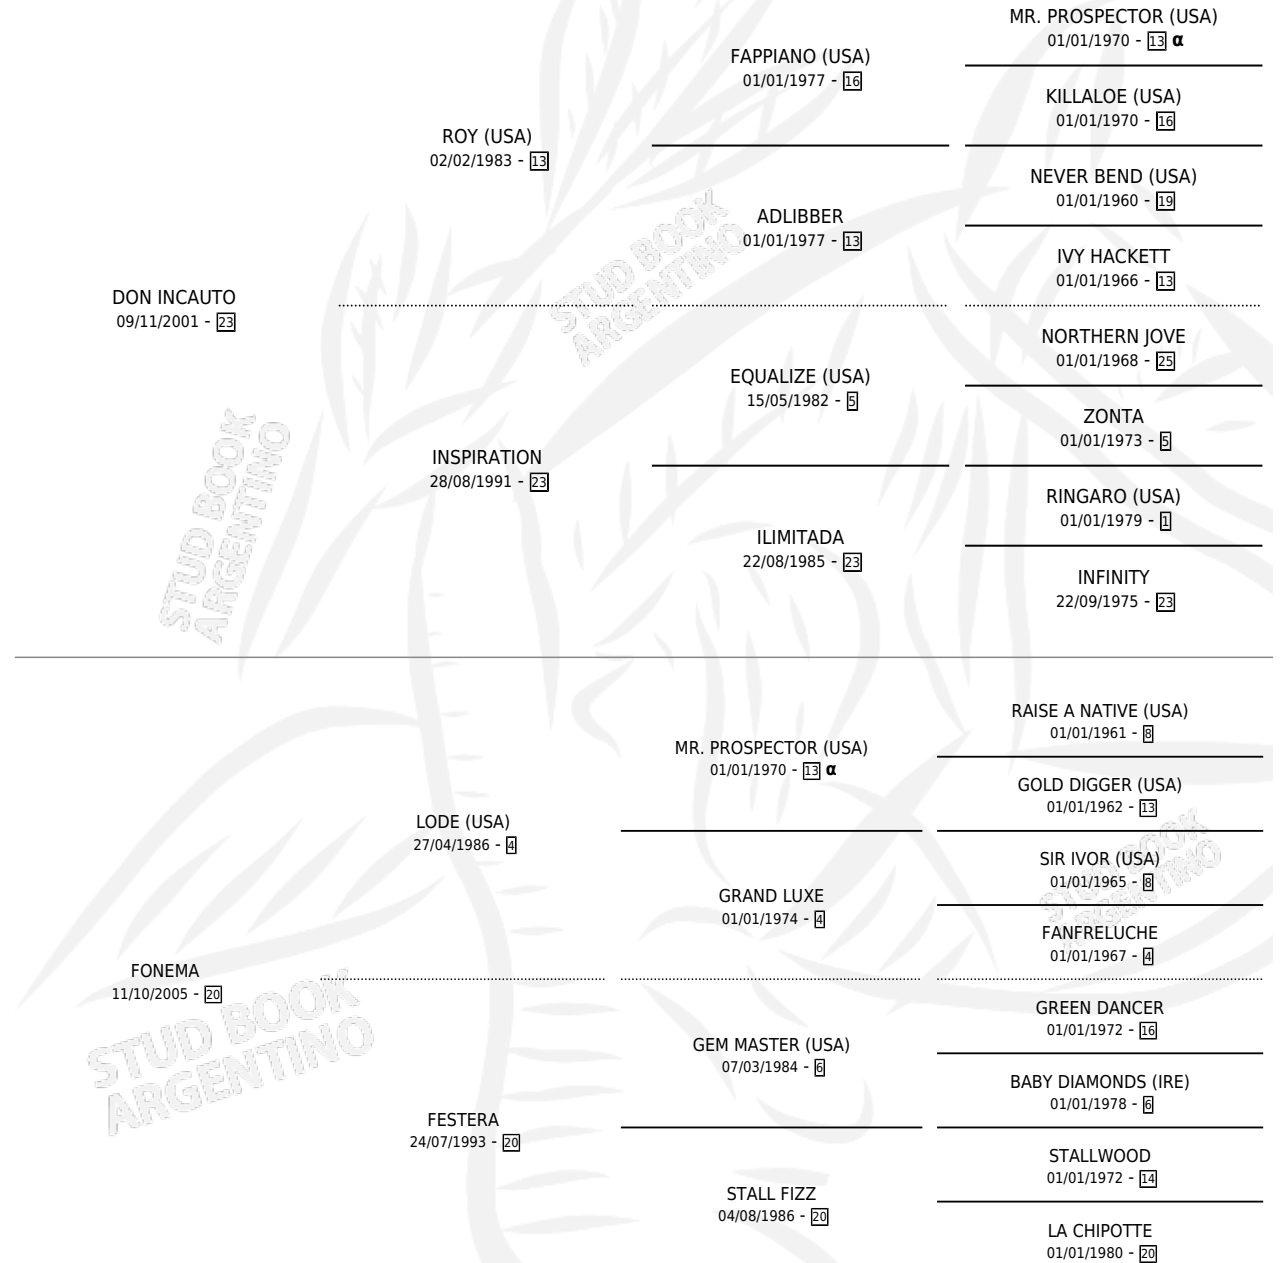 MR. PROSPECTOR (USA)
01/01/1970 - 13 α
FAPPIANO (USA)
01/01/1977 - 16
KILLALOE (USA)
01/01/1970 - 16
ROY (USA)
02/02/1983 - 13
NEVER BEND (USA)
01/01/1960 - 19
ADLIBBER
01/01/1977 - 13
IVY HACKETT
01/01/1966 - 13
DON INCAUTO
09/11/2001 - 23
NORTHERN JOVE
01/01/1968 - 25
EQUALIZE (USA)
15/05/1982 - 5
ZONTA
01/01/1973 - 5
INSPIRATION
28/08/1991 - 23
RINGARO (USA)
01/01/1979 - 1
ILIMITADA
22/08/1985 - 23
INFINITY
22/09/1975 - 23
RAISE A NATIVE (USA)
01/01/1961 - 8
MR. PROSPECTOR (USA)
01/01/1970 - 13 α
GOLD DIGGER (USA)
01/01/1962 - 13
LODE (USA)
27/04/1986 - 4
SIR IVOR (USA)
01/01/1965 - 8
GRAND LUXE
01/01/1974 - 4
FANFRELUCHE
01/01/1967 - 4
FONEMA
11/10/2005 - 20
GREEN DANCER
01/01/1972 - 16
GEM MASTER (USA)
07/03/1984 - 6
BABY DIAMONDS (IRE)
01/01/1978 - 6
FESTERA
24/07/1993 - 20
STALLWOOD
01/01/1972 - 14
STALL FIZZ
04/08/1986 - 20
LA CHIPOTTE
01/01/1980 - 20
STUD BOOK
ARGENTINO
STUD BOOK
ARGENTINO
STUD BOOK
ARGENTINO
STUD BOOK
ARGENTINO